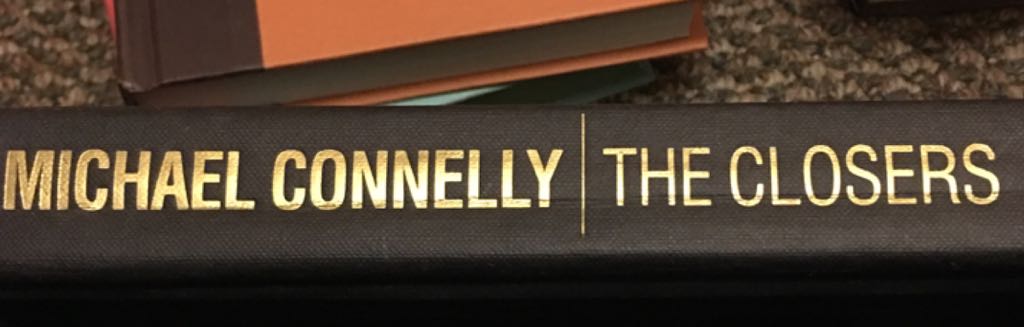 MICHAEL CONNELLY | THE CLOSERS